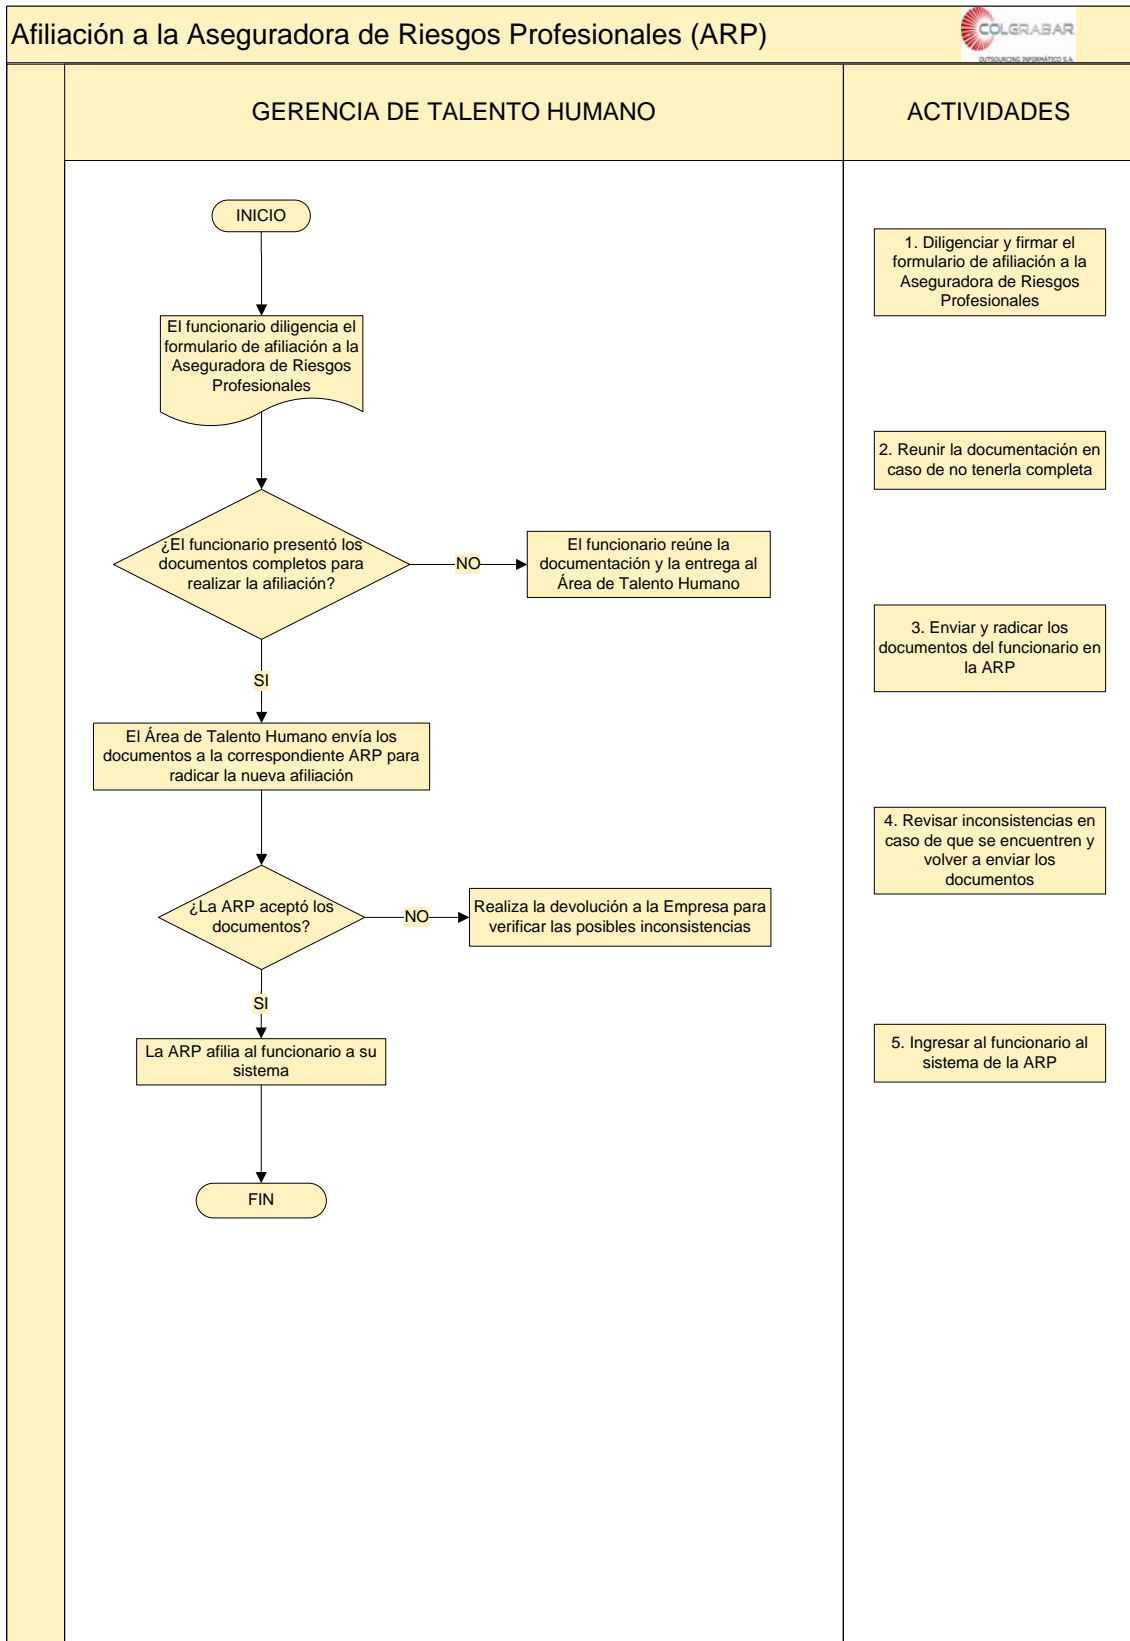 Afiliación a la Aseguradora de Riesgos Profesionales (ARP)
COLGRABAR
OUTSOURCING INFORMÁTICO S.A.
GERENCIA DE TALENTO HUMANO
ACTIVIDADES
INICIO
El funcionario diligencia el
formulario de afiliación a la
Aseguradora de Riesgos
Profesionales
¿El funcionario presentó los
documentos completos para
realizar la afiliación?
NO
El funcionario reúne la
documentación y la entrega al
Área de Talento Humano
SI
El Área de Talento Humano envía los
documentos a la correspondiente ARP para
radicar la nueva afiliación
¿La ARP aceptó los
documentos?
NO
Realiza la devolución a la Empresa para
verificar las posibles inconsistencias
SI
La ARP afilia al funcionario a su
sistema
FIN
1. Diligenciar y firmar el
formulario de afiliación a la
Aseguradora de Riesgos
Profesionales
2. Reunir la documentación en
caso de no tenerla completa
3. Enviar y radicar los
documentos del funcionario en
la ARP
4. Revisar inconsistencias en
caso de que se encuentren y
volver a enviar los
documentos
5. Ingresar al funcionario al
sistema de la ARP